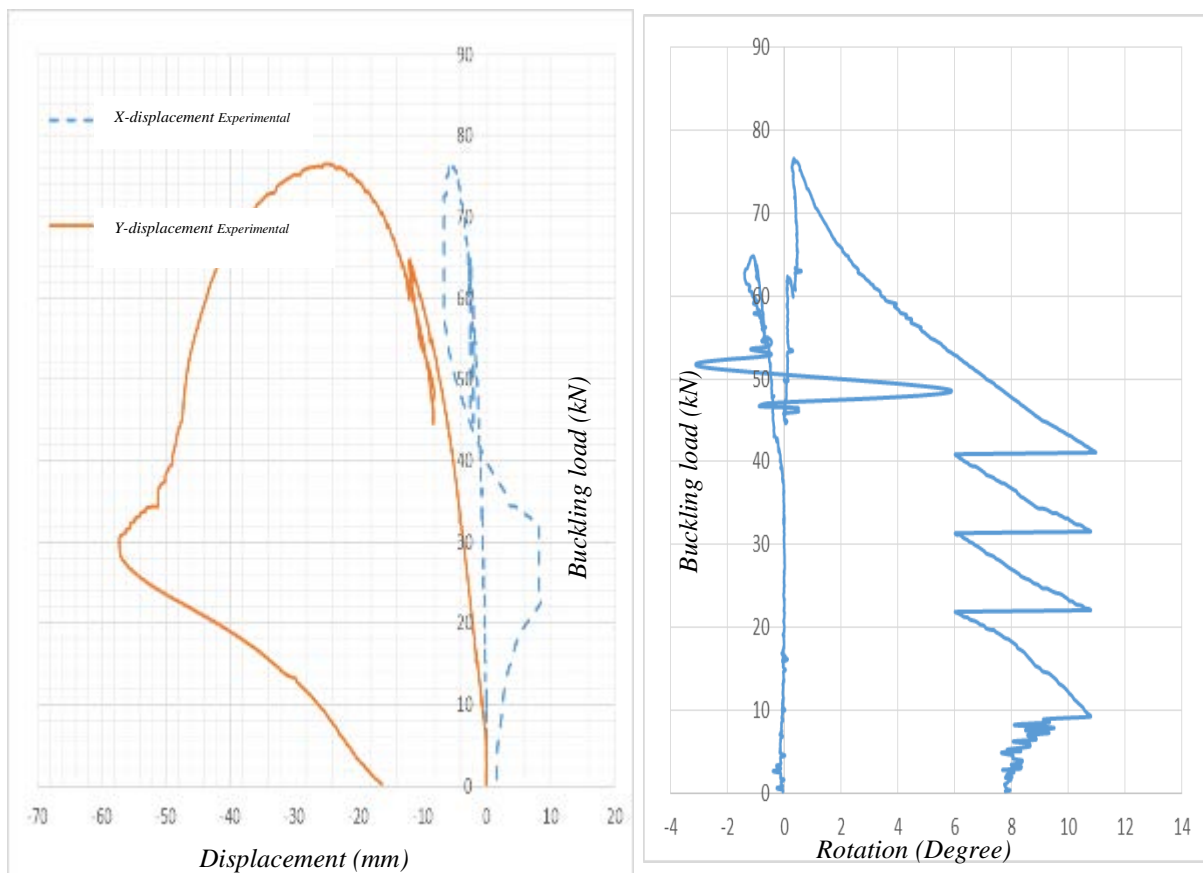 90
X-displacement Experimental
80
Y-displacement Experimental
70
60
50
40
30
20
10
0
Buckling load (kN)
-70 -60 -50 -40 -30 -20 -10 0 10 20
Displacement (mm)
90
80
70
60
50
40
30
20
10
0
Buckling load (kN)
-4 -2 0 2 4 6 8 10 12 14
Rotation (Degree)